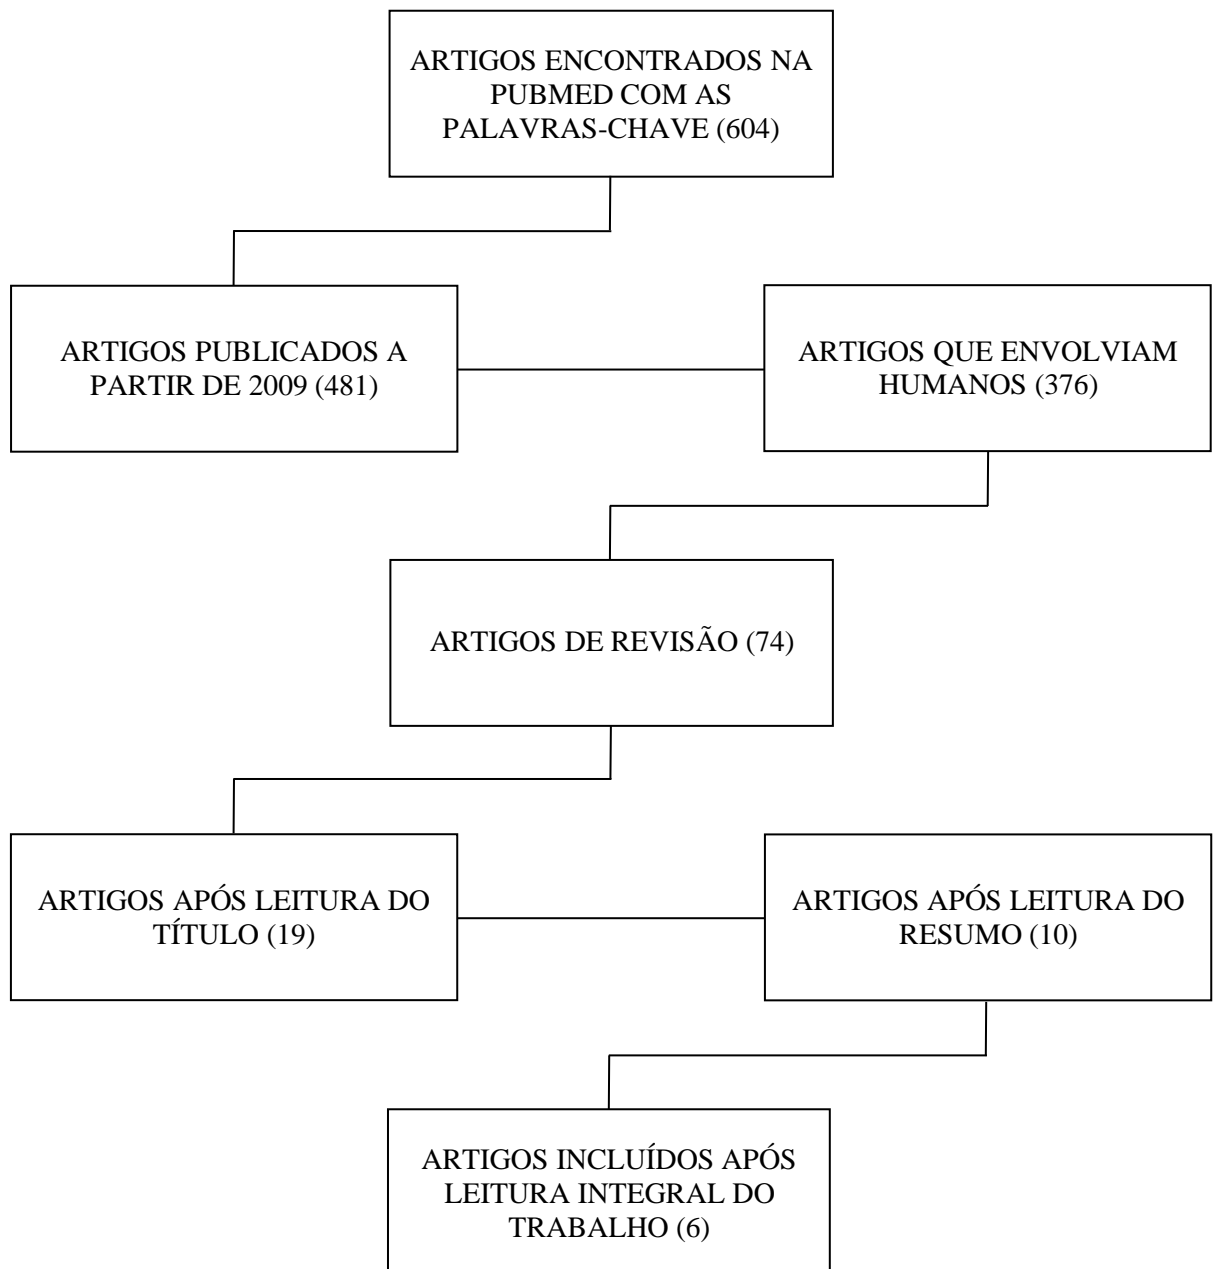 ARTIGOS ENCONTRADOS NA
PUBMED COM AS
PALAVRAS-CHAVE (604)
ARTIGOS PUBLICADOS A
PARTIR DE 2009 (481)
ARTIGOS QUE ENVOLVIAM
HUMANOS (376)
ARTIGOS DE REVISÃO (74)
ARTIGOS APÓS LEITURA DO
TÍTULO (19)
ARTIGOS APÓS LEITURA DO
RESUMO (10)
ARTIGOS INCLUÍDOS APÓS
LEITURA INTEGRAL DO
TRABALHO (6)